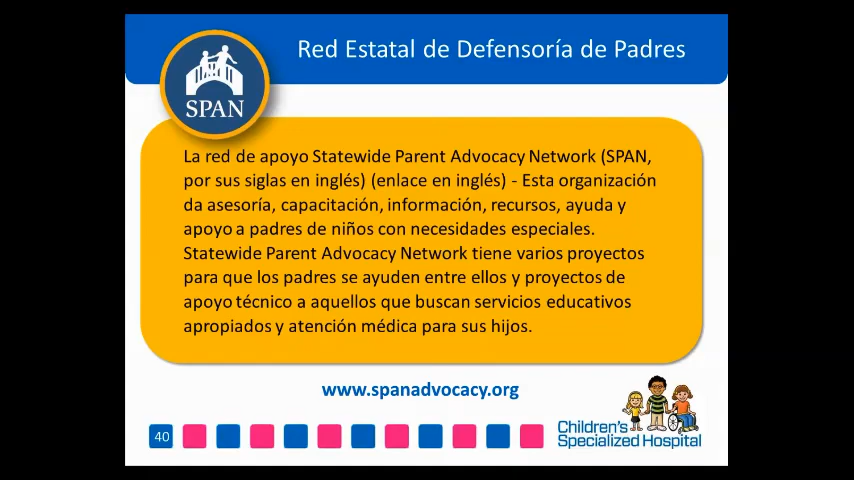 Red Estatal de Defensoría de Padres
SPAN
La red de apoyo Statewide Parent Advocacy Network (SPAN,
por sus siglas en inglés) (enlace en inglés) - Esta organización
da asesoría, capacitación, información, recursos, ayuda y
apoyo a padres de niños con necesidades especiales.
Statewide Parent Advocacy Network tiene varios proyectos
para que los padres se ayuden entre ellos y proyectos de
apoyo técnico a aquellos que buscan servicios educativos
apropiados y atención médica para sus hijos.
www.spanadvocacy.org
40
Children's
Specialized Hospital